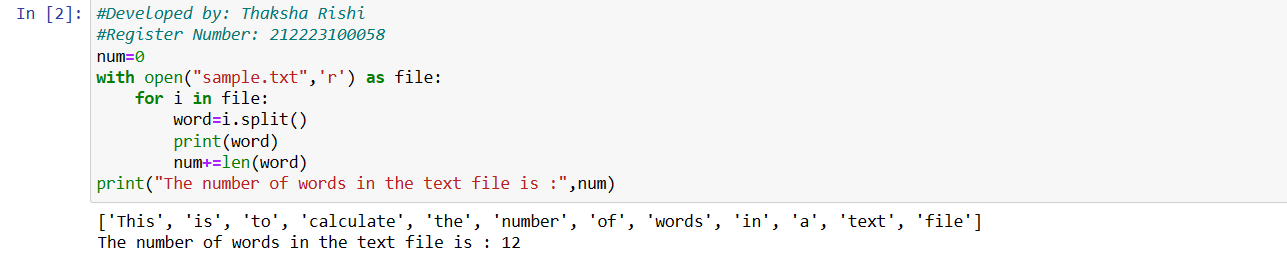 In [2]: #Developed by: Thaksha Rishi
#Register Number: 212223100058
num=0
with open("sample.txt",'r') as file:
    for i in file:
        word=i.split()
        print(word)
        num+=len(word)
print("The number of words in the text file is :",num)
['This', 'is', 'to', 'calculate', 'the', 'number', 'of', 'words', 'in', 'a', 'text', 'file']
The number of words in the text file is : 12